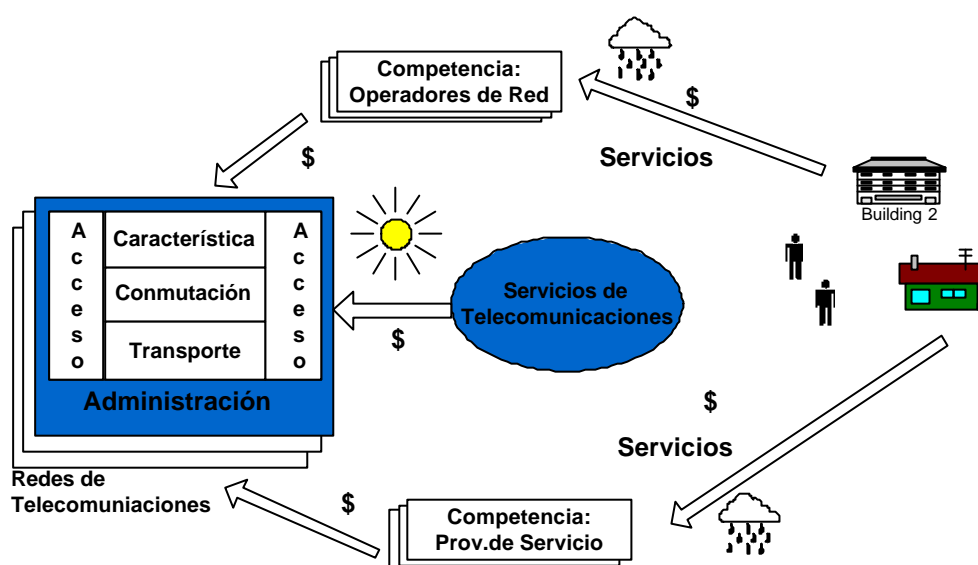 Competencia:
Operadores de Red
$
$
Servicios
Building 2
A
c
c
e
s
o
Característica
Conmutación
Transporte
A
c
c
e
s
o
Administración
$
Servicios de
Telecomunicaciones
$
Servicios
Redes de
Telecomuniaciones
$
Competencia:
Prov.de Servicio